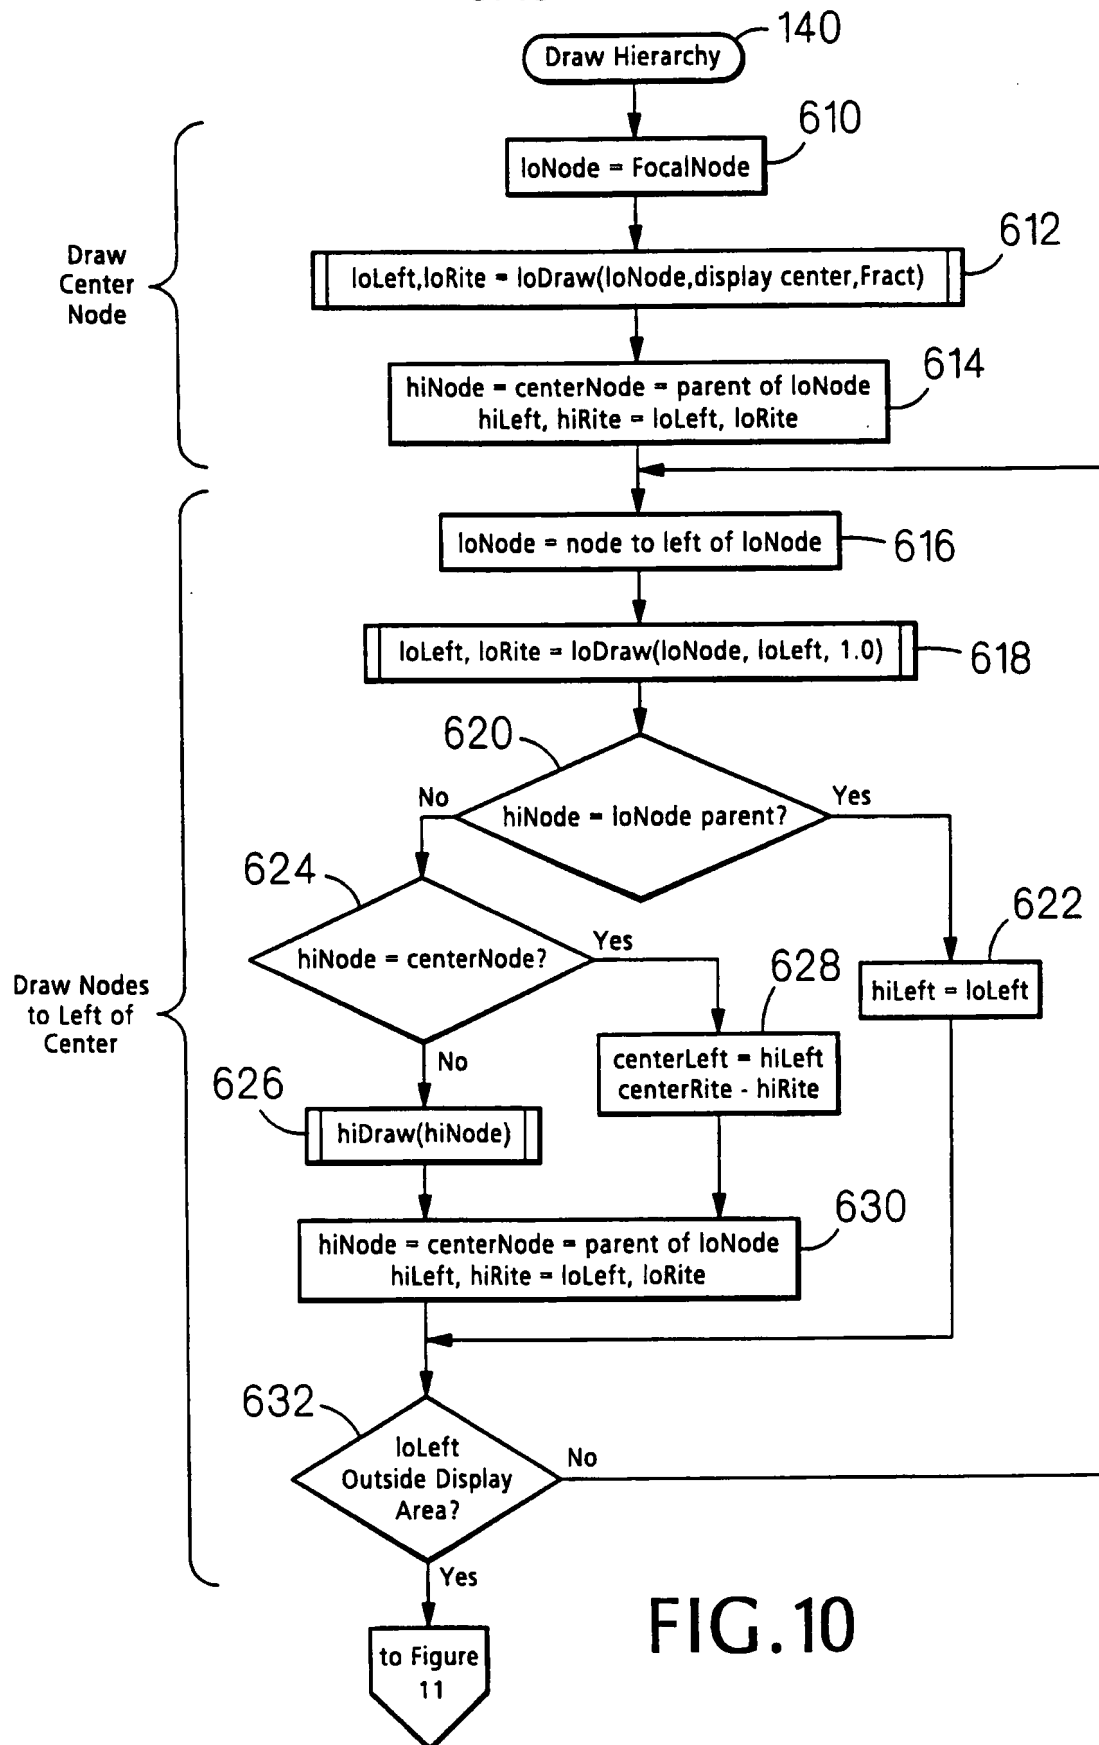 140
Draw Hierarchy
610
loNode = FocalNode
Draw
Center
Node
612
loLeft,loRite = loDraw(loNode,display center,Fract)
614
hiNode = centerNode = parent of loNode
hiLeft, hiRite = loLeft, loRite
loNode = node to left of loNode
616
loLeft, loRite = loDraw(loNode, loLeft, 1.0)
618
620
No
hiNode = loNode parent?
Yes
624
hiNode = centerNode?
Yes
622
hiLeft = loLeft
Draw Nodes
to Left of
Center
628
centerLeft = hiLeft
centerRite - hiRite
No
626
hiDraw(hiNode)
630
hiNode = centerNode = parent of loNode
hiLeft, hiRite = loLeft, loRite
632
loLeft
Outside Display
Area?
No
Yes
to Figure
11
FIG.10